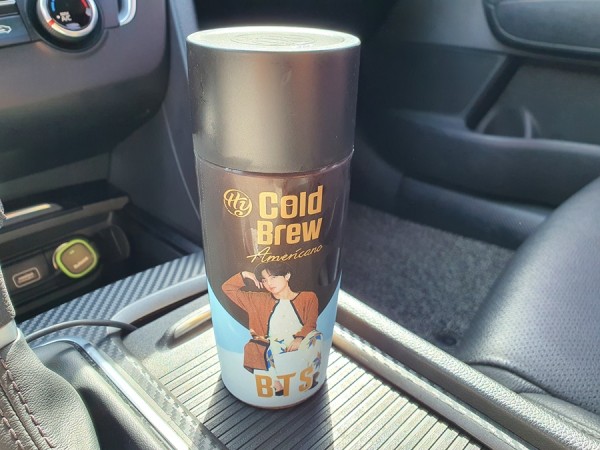 Hy
Cold
Brew
Americano
BTS